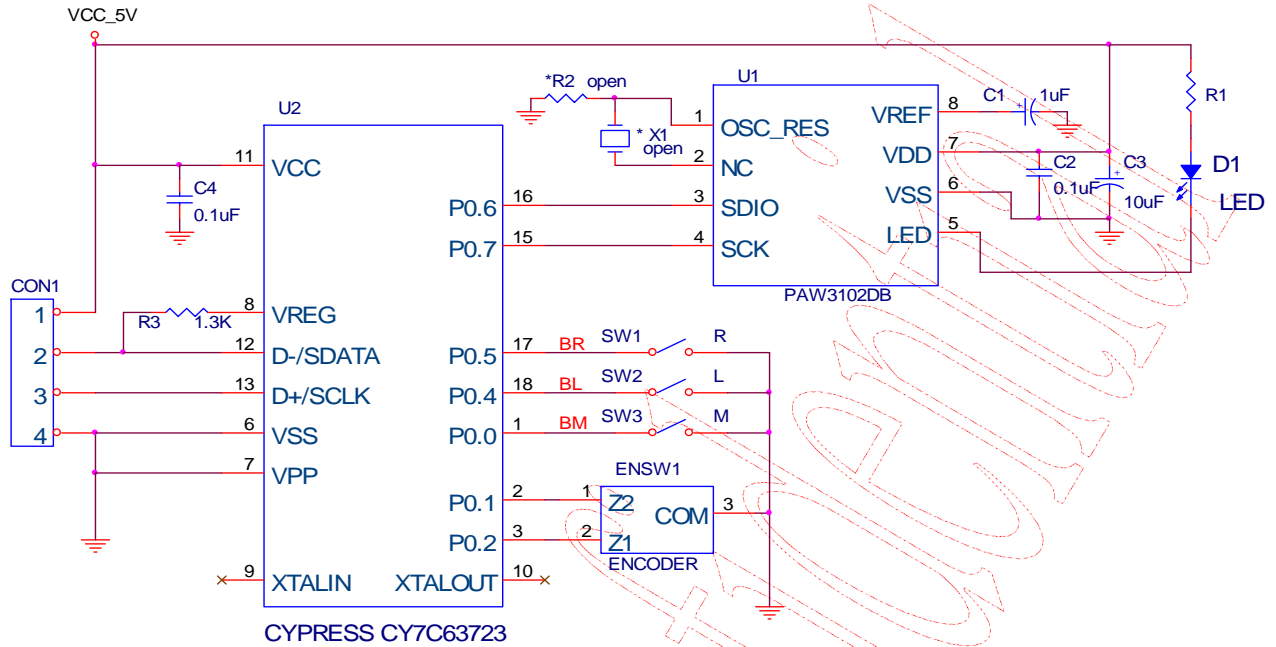 VCC_5V
U2
11 VCC
C4
0.1uF
CON1
1
2
3
4
R3 1.3K
8 VREG
12 D-/SDATA
13 D+/SCLK
6 VSS
7 VPP
9 XTALIN
XTALOUT 10
P0.6 16
P0.7 15
P0.5 17
P0.4 18
P0.0 1
P0.1 2
P0.2 3
CYPRESS CY7C63723
*R2 open
* X1
open
U1
1 OSC_RES
2 NC
3 SDIO
4 SCK
VREF 8
VDD 7
VSS 6
LED 5
PAW3102DB
C1 1uF
C2
0.1uF
C3
10uF
R1
D1
LED
BR SW1 R
BL SW2 L
BM SW3 M
ENSW1
1 Z2
2 Z1
COM 3
ENCODER